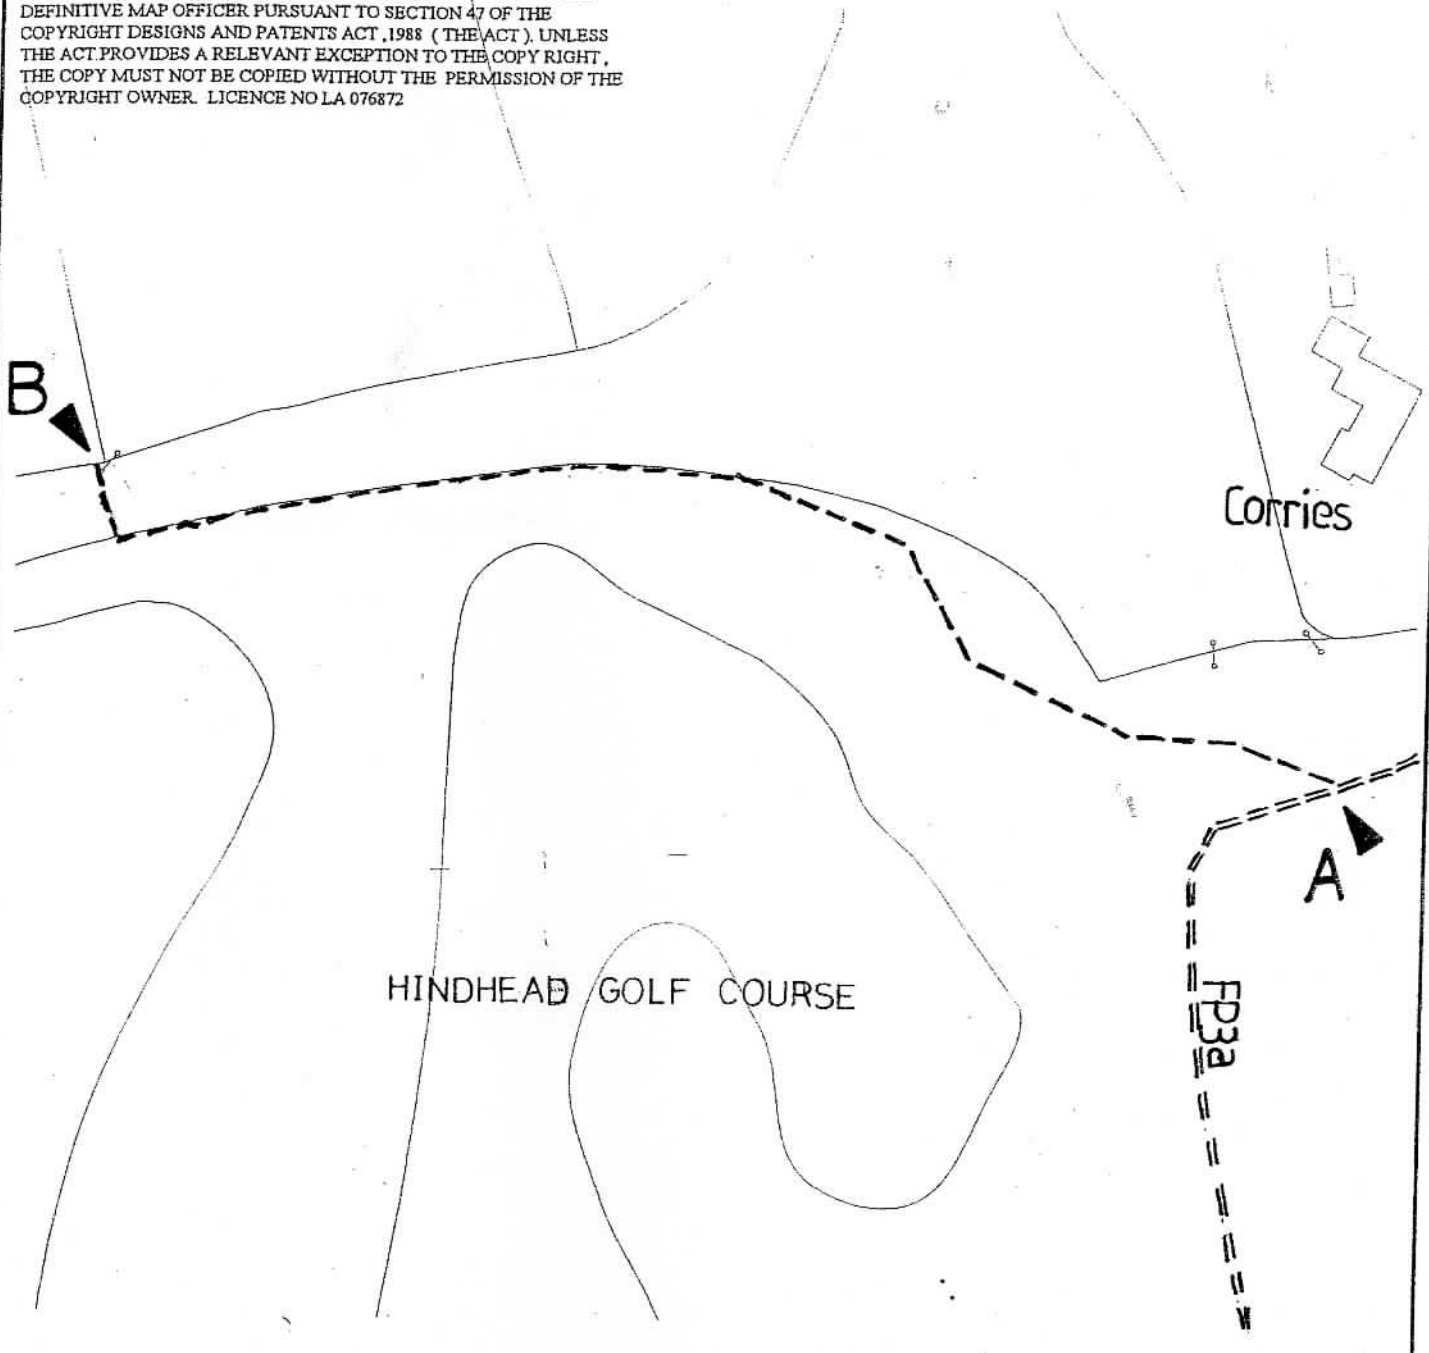 DEFINITIVE MAP OFFICER PURSUANT TO SECTION 47 OF THE
COPYRIGHT DESIGNS AND PATENTS ACT ,1988 ( THE ACT ). UNLESS
THE ACT.PROVIDES A RELEVANT EXCEPTION TO THE COPY RIGHT ,
THE COPY MUST NOT BE COPIED WITHOUT THE PERMISSION OF THE
COPYRIGHT OWNER. LICENCE NO LA 076872
B
Corries
A
HINDHEAD GOLF COURSE
FP3a